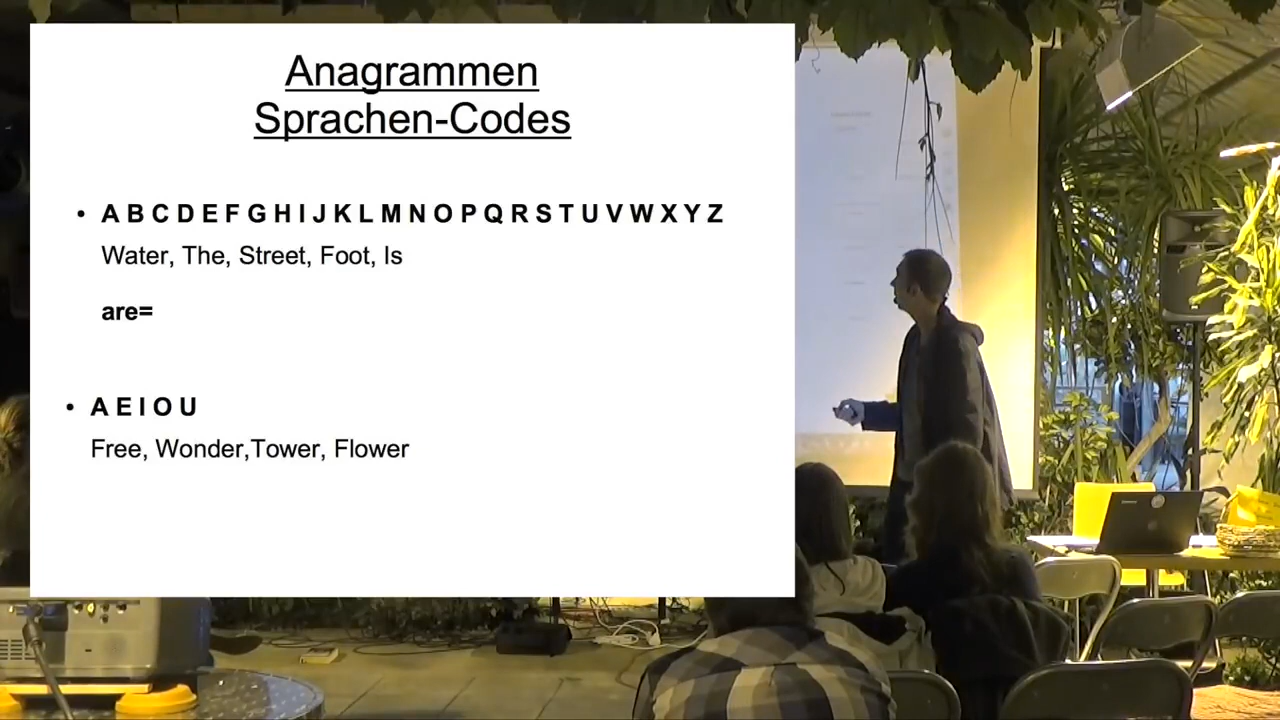 Anagrammen
Sprachen-Codes
• A B C D E F G H I J K L M N O P Q R S T U V W X Y Z
Water, The, Street, Foot, Is
are=
• A E I O U
Free, Wonder,Tower, Flower